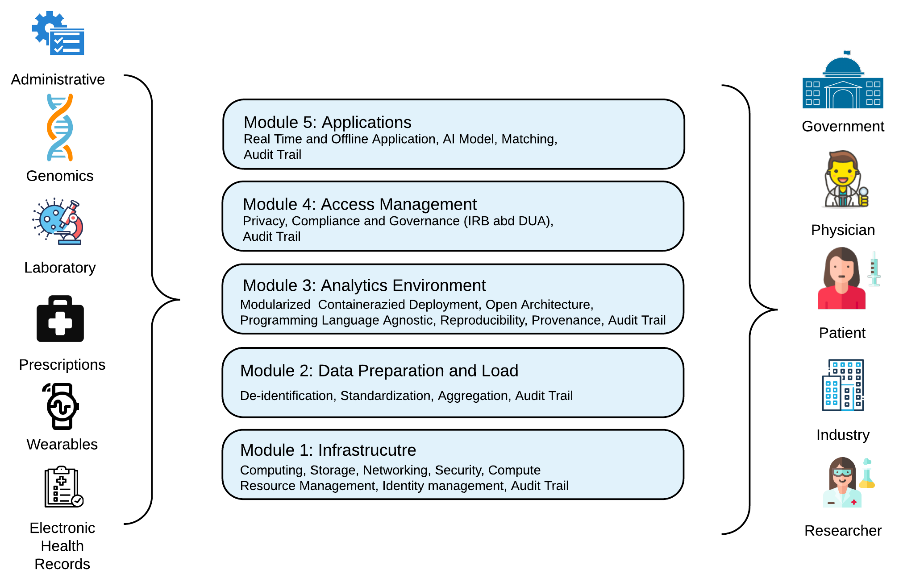 Administrative
Genomics
Laboratory
Prescriptions
Wearables
Electronic
Health
Records
Module 5: Applications
Real Time and Offline Application, AI Model, Matching,
Audit Trail
Module 4: Access Management
Privacy, Compliance and Governance (IRB abd DUA),
Audit Trail
Module 3: Analytics Environment
Modularized Containerazied Deployment, Open Architecture,
Programming Language Agnostic, Reproducibility, Provenance, Audit Trail
Module 2: Data Preparation and Load
De-identification, Standardization, Aggregation, Audit Trail
Module 1: Infrastrucutre
Computing, Storage, Networking, Security, Compute
Resource Management, Identity management, Audit Trail
Government
Physician
Patient
Industry
Researcher